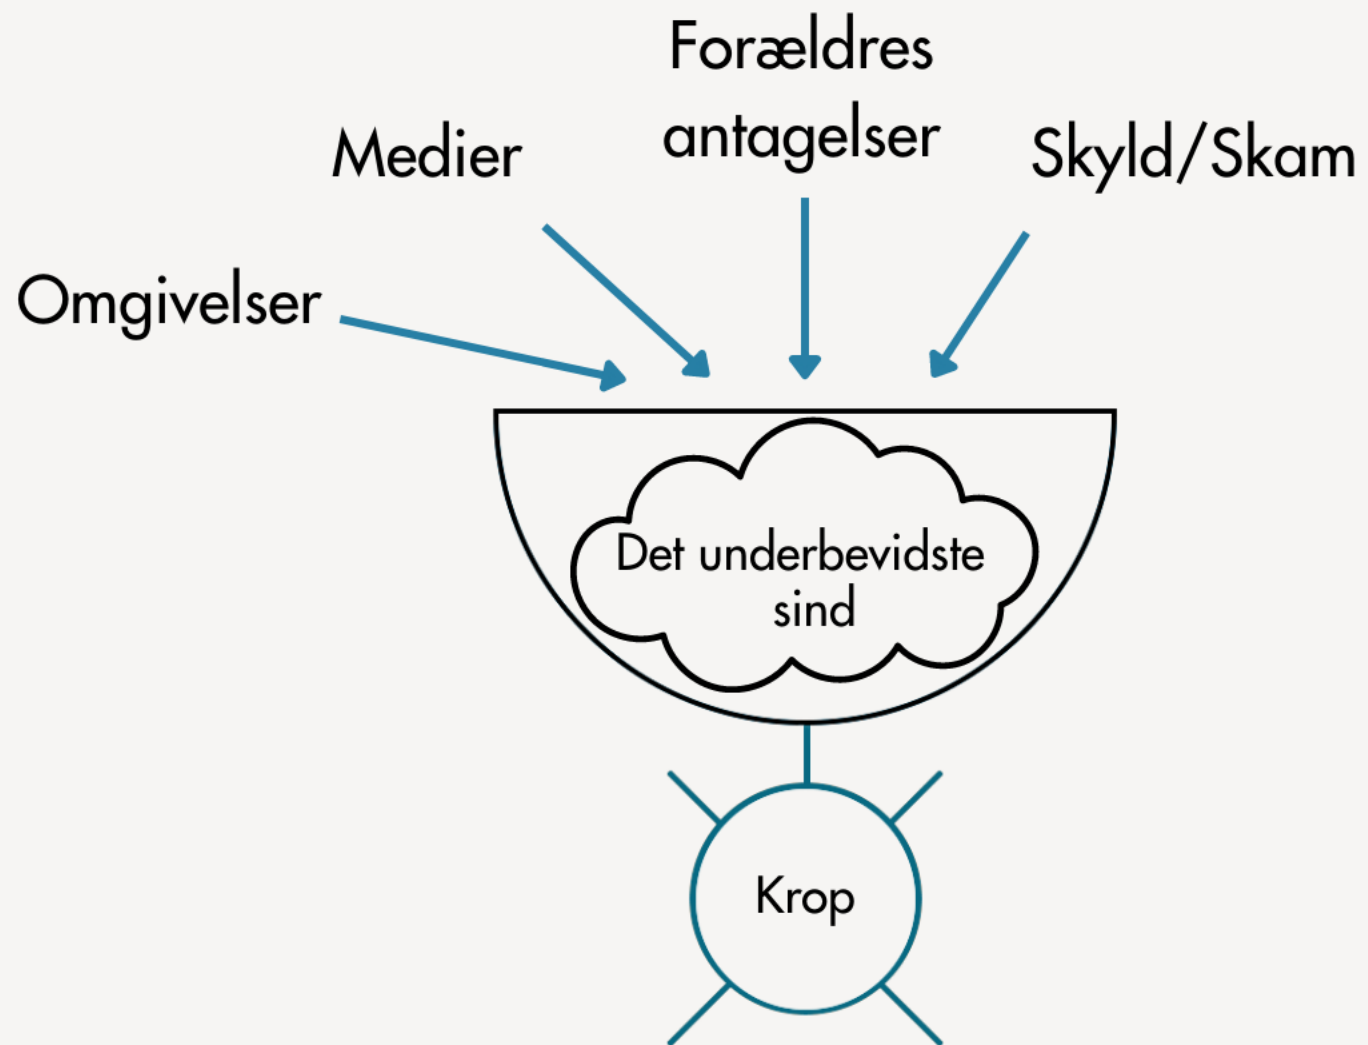 Forældres
antagelser
Medier
Skyld/Skam
Omgivelser
Det underbevidste
sind
Krop